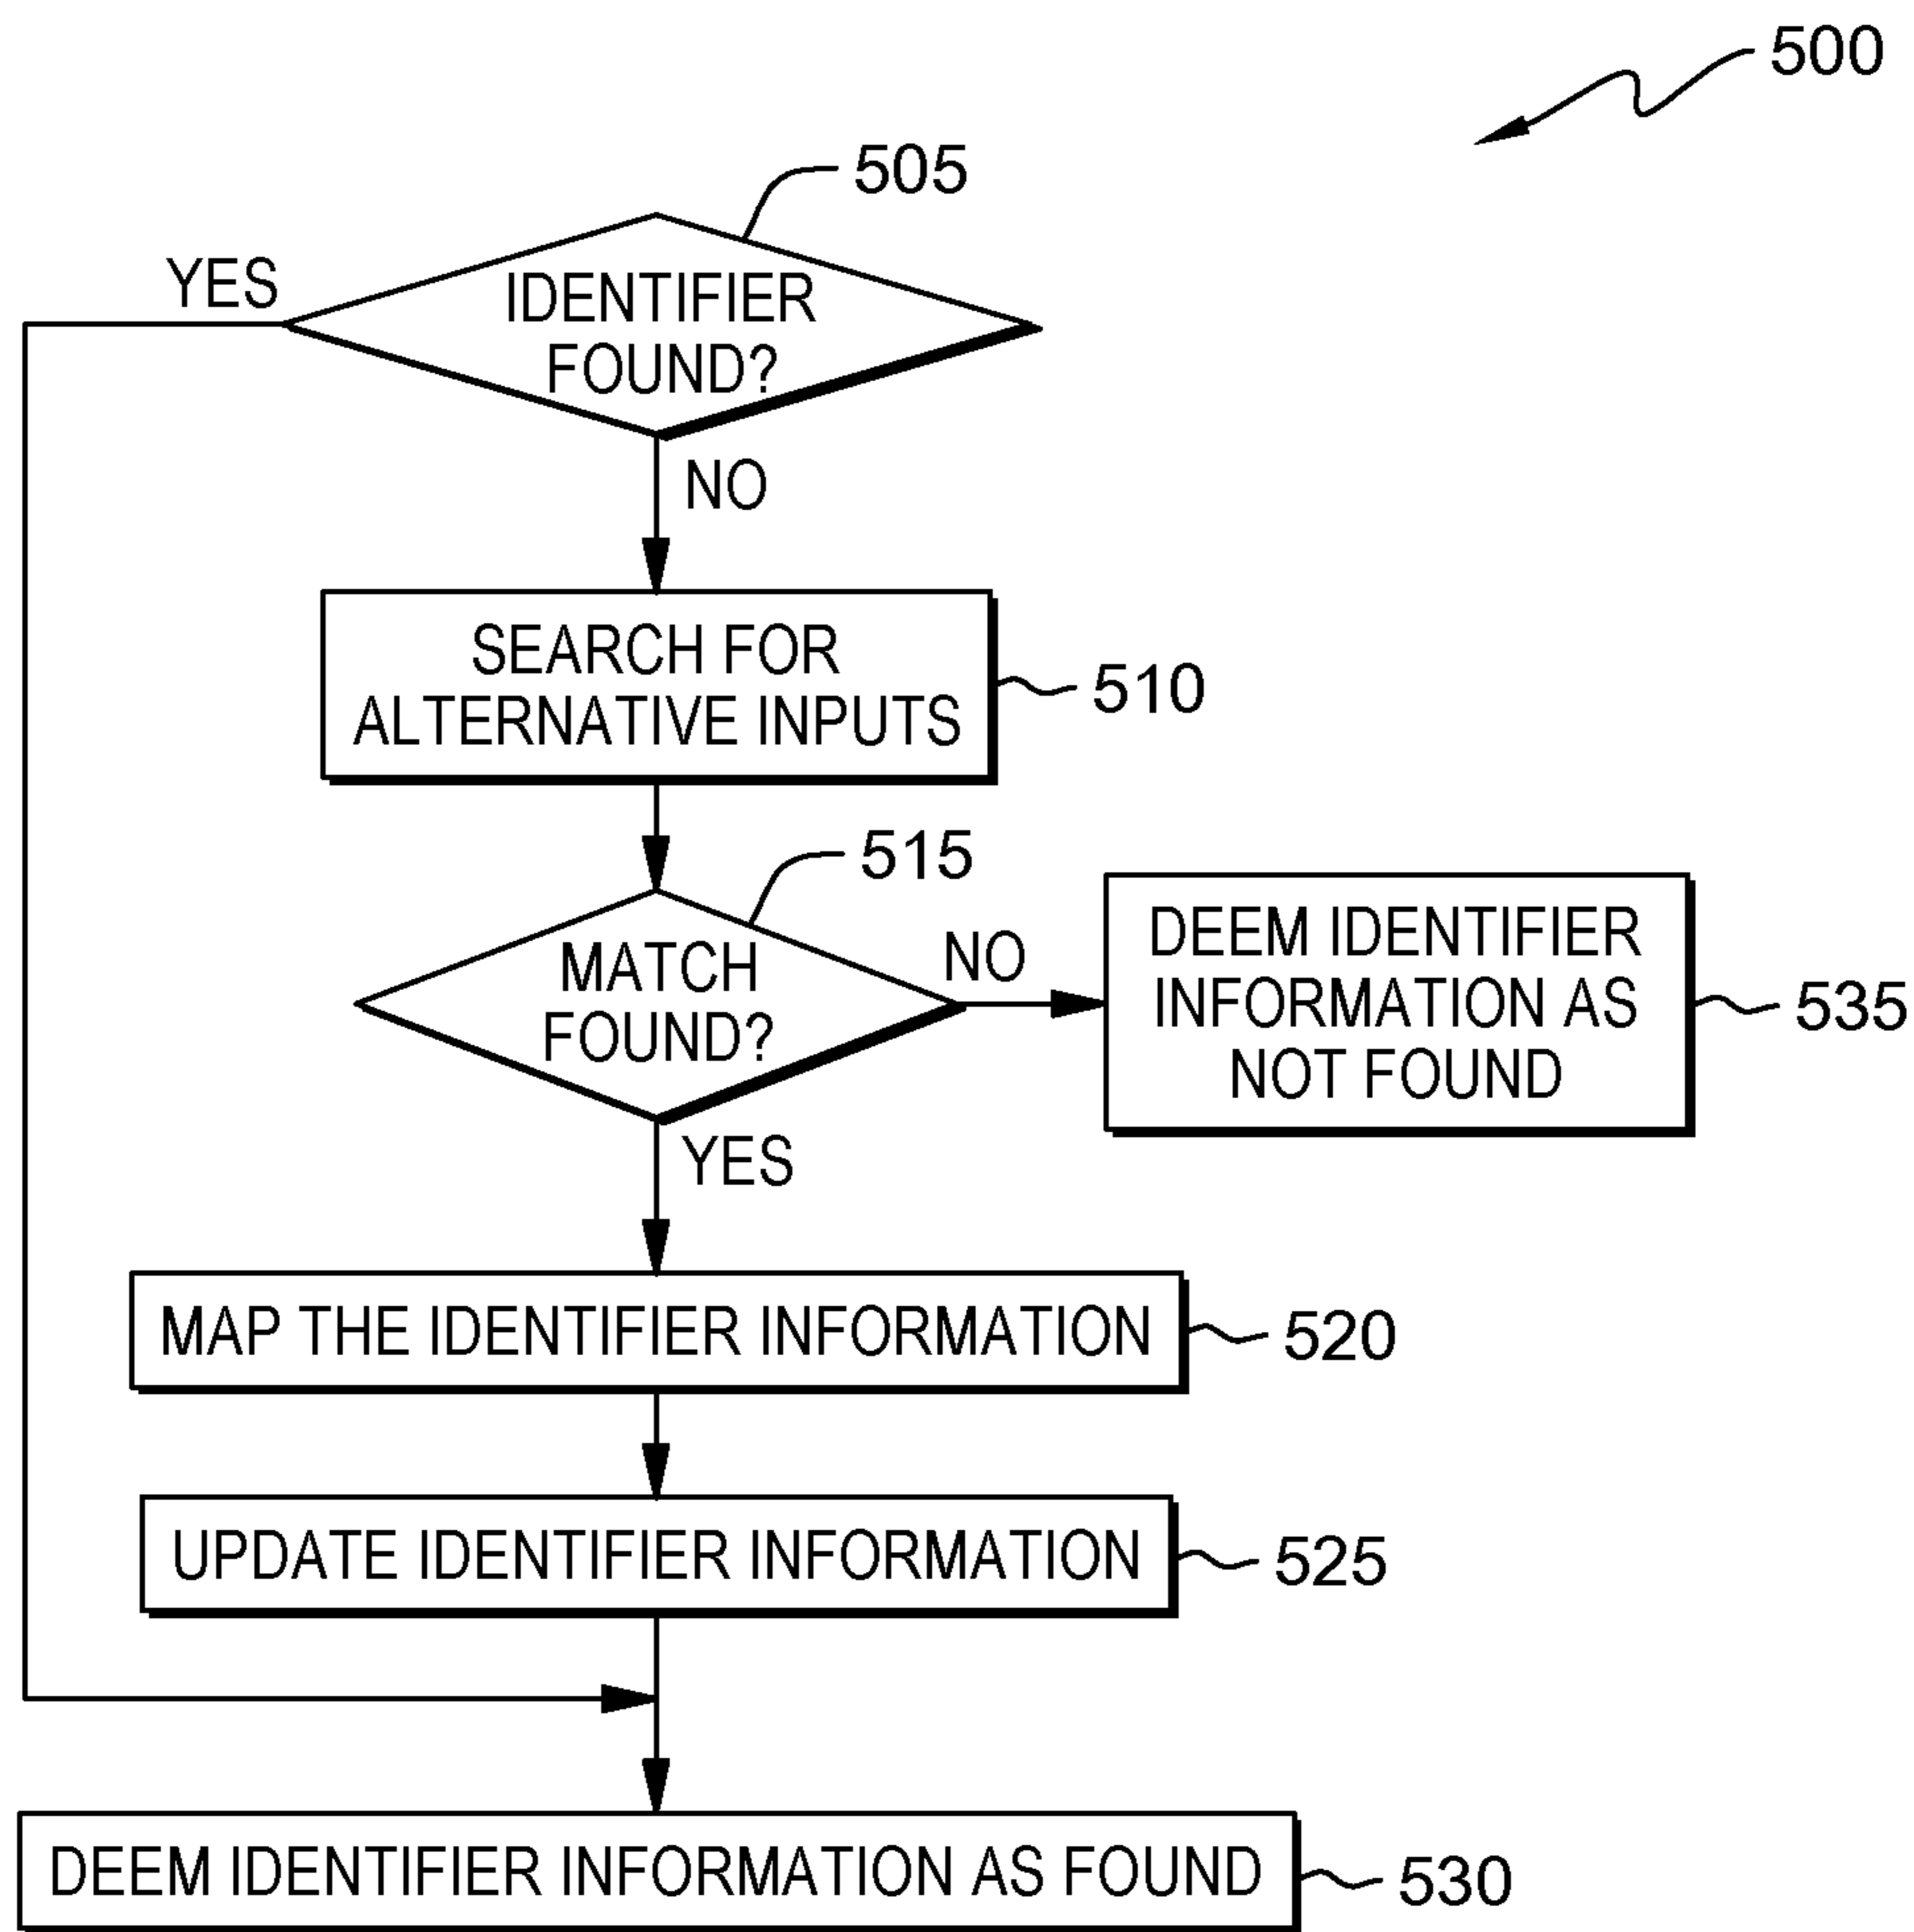 500
505
YES
IDENTIFIER
FOUND?
NO
SEARCH FOR
ALTERNATIVE INPUTS
510
515
MATCH
FOUND?
NO
DEEM IDENTIFIER
INFORMATION AS
NOT FOUND
535
YES
MAP THE IDENTIFIER INFORMATION
520
UPDATE IDENTIFIER INFORMATION
525
DEEM IDENTIFIER INFORMATION AS FOUND
530